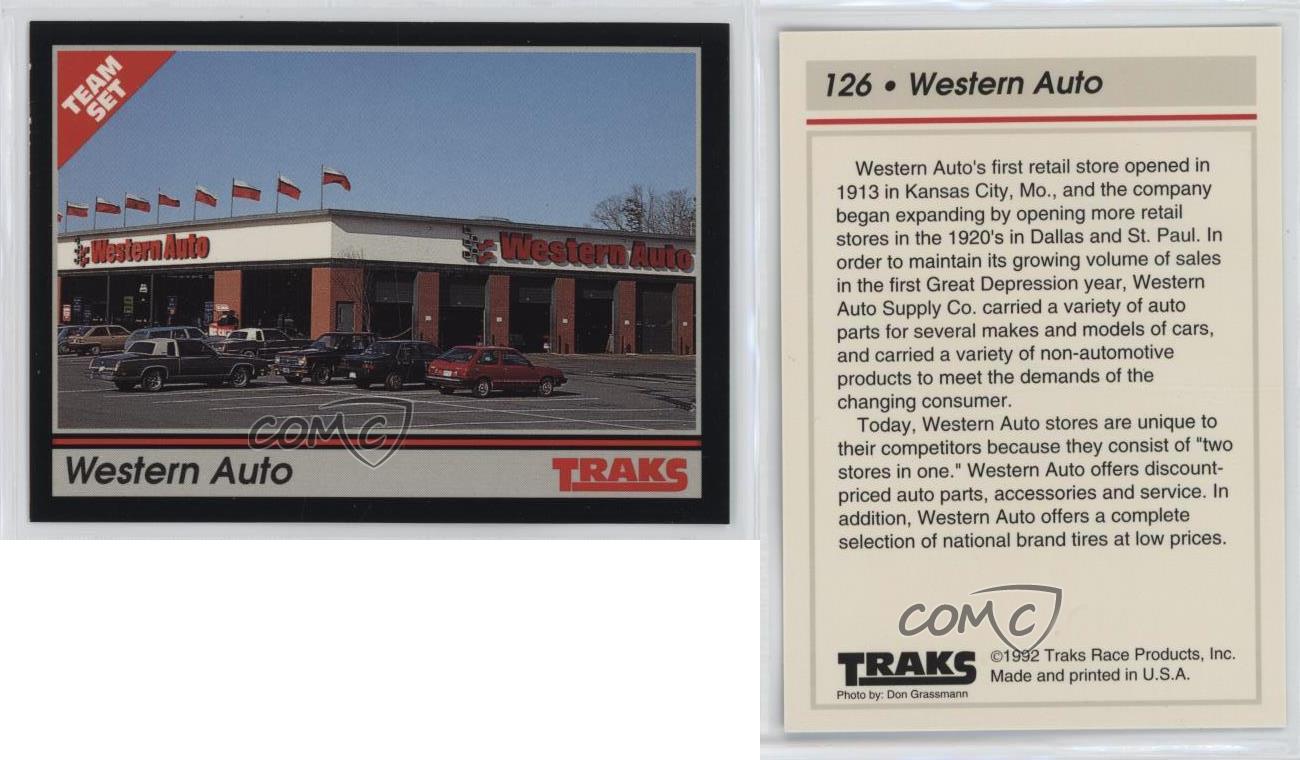 TEAM
SET
Western Auto
Western Auto
Western Auto
TRAKS
COMC
126 • Western Auto
Western Auto's first retail store opened in
1913 in Kansas City, Mo., and the company
began expanding by opening more retail
stores in the 1920's in Dallas and St. Paul. In
order to maintain its growing volume of sales
in the first Great Depression year, Western
Auto Supply Co. carried a variety of auto
parts for several makes and models of cars,
and carried a variety of non-automotive
products to meet the demands of the
changing consumer.
Today, Western Auto stores are unique to
their competitors because they consist of "two
stores in one." Western Auto offers discount-
priced auto parts, accessories and service. In
addition, Western Auto offers a complete
selection of national brand tires at low prices.
COMC
TRAKS
©1992 Traks Race Products, Inc.
Made and printed in U.S.A.
Photo by: Don Grassmann